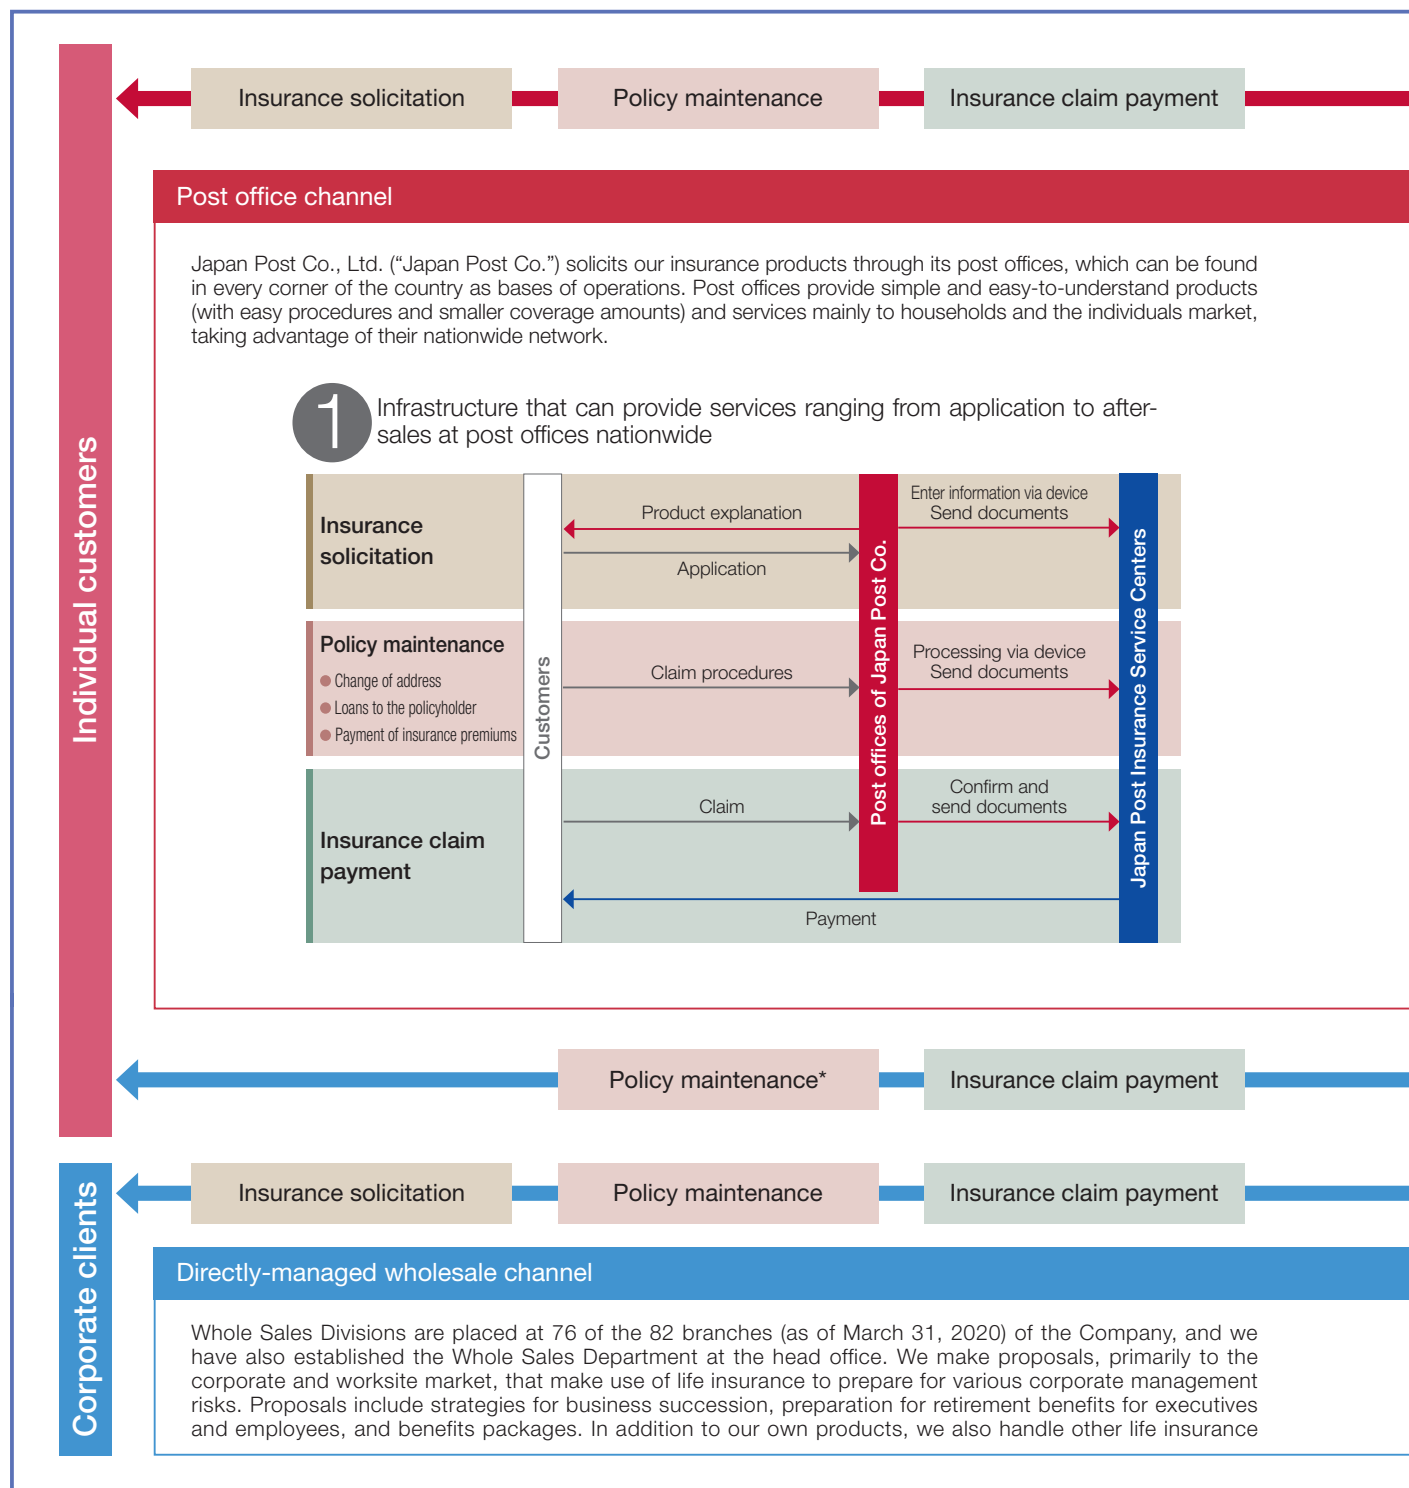 Individual customers
Insurance solicitation
Policy maintenance
Insurance claim payment
Post office channel
Japan Post Co., Ltd. (“Japan Post Co.”) solicits our insurance products through its post offices, which can be found
in every corner of the country as bases of operations. Post offices provide simple and easy-to-understand products
(with easy procedures and smaller coverage amounts) and services mainly to households and the individuals market,
taking advantage of their nationwide network.
1
Infrastructure that can provide services ranging from application to after-
sales at post offices nationwide
Insurance
solicitation
Product explanation
Application
Enter information via device
Send documents
Policy maintenance
Change of address
Loans to the policyholder
Payment of insurance premiums
Claim procedures
Processing via device
Send documents
Insurance claim
payment
Claim
Confirm and
send documents
Payment
Customers
Post offices of Japan Post Co.
Japan Post Insurance Service Centers
Policy maintenance*
Insurance claim payment
Corporate clients
Insurance solicitation
Policy maintenance
Insurance claim payment
Directly-managed wholesale channel
Whole Sales Divisions are placed at 76 of the 82 branches (as of March 31, 2020) of the Company, and we
have also established the Whole Sales Department at the head office. We make proposals, primarily to the
corporate and worksite market, that make use of life insurance to prepare for various corporate management
risks. Proposals include strategies for business succession, preparation for retirement benefits for executives
and employees, and benefits packages. In addition to our own products, we also handle other life insurance